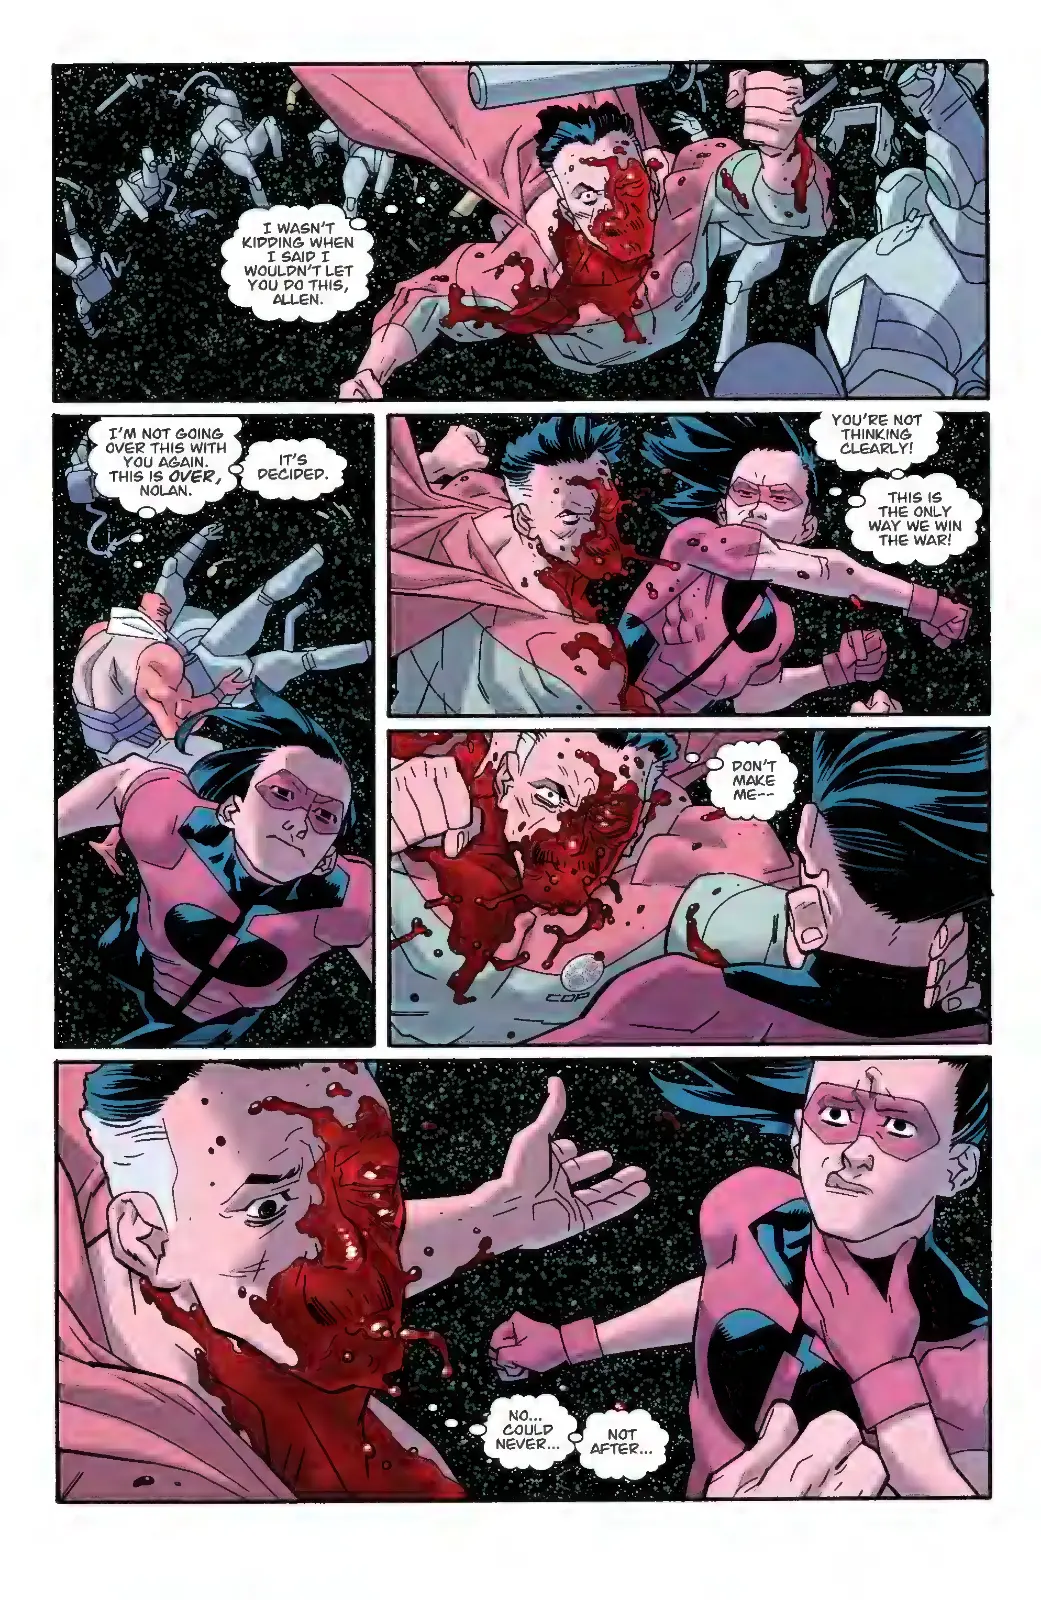 I WASN'T
KIDDING WHEN
I SAID I
WOULDN'T LET
YOU DO THIS,
ALLEN.
I'M NOT GOING
OVER THIS WITH
YOU AGAIN.
THIS IS OVER,
NOLAN.
IT'S
DECIDED.
YOU'RE NOT
THINKING
CLEARLY!
THIS IS
THE ONLY
WAY WE WIN
THE WAR!
DON'T
MAKE
ME--
NO...
COULD
NEVER...
NOT
AFTER...
COP
COP